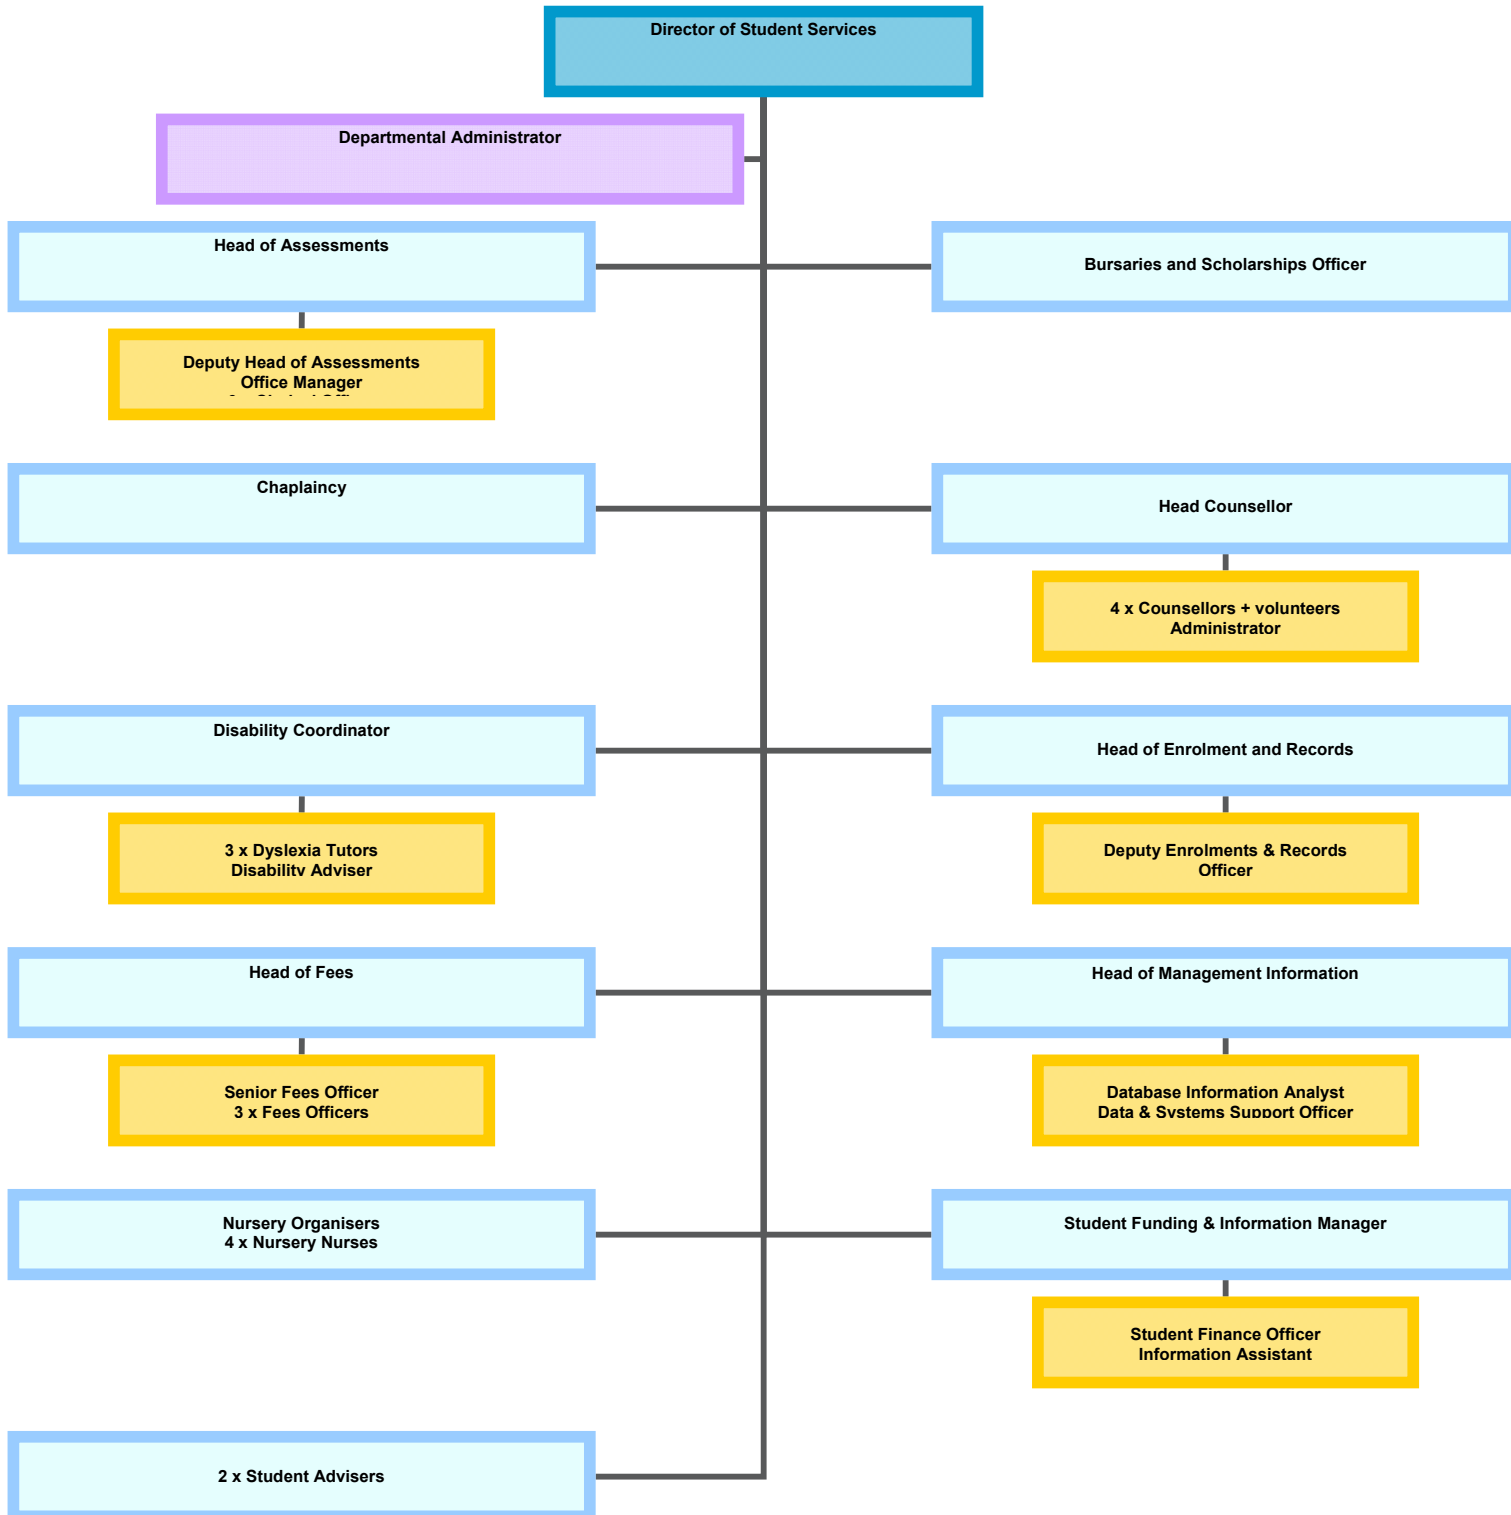 Director of Student Services
Departmental Administrator
Head of Assessments
Bursaries and Scholarships Officer
Deputy Head of Assessments
Office Manager
Chaplaincy
Head Counsellor
4 x Counsellors + volunteers
Administrator
Disability Coordinator
Head of Enrolment and Records
3 x Dyslexia Tutors
Disability Adviser
Deputy Enrolments & Records
Officer
Head of Fees
Head of Management Information
Senior Fees Officer
3 x Fees Officers
Database Information Analyst
Data & Systems Support Officer
Nursery Organisers
4 x Nursery Nurses
Student Funding & Information Manager
Student Finance Officer
Information Assistant
2 x Student Advisers